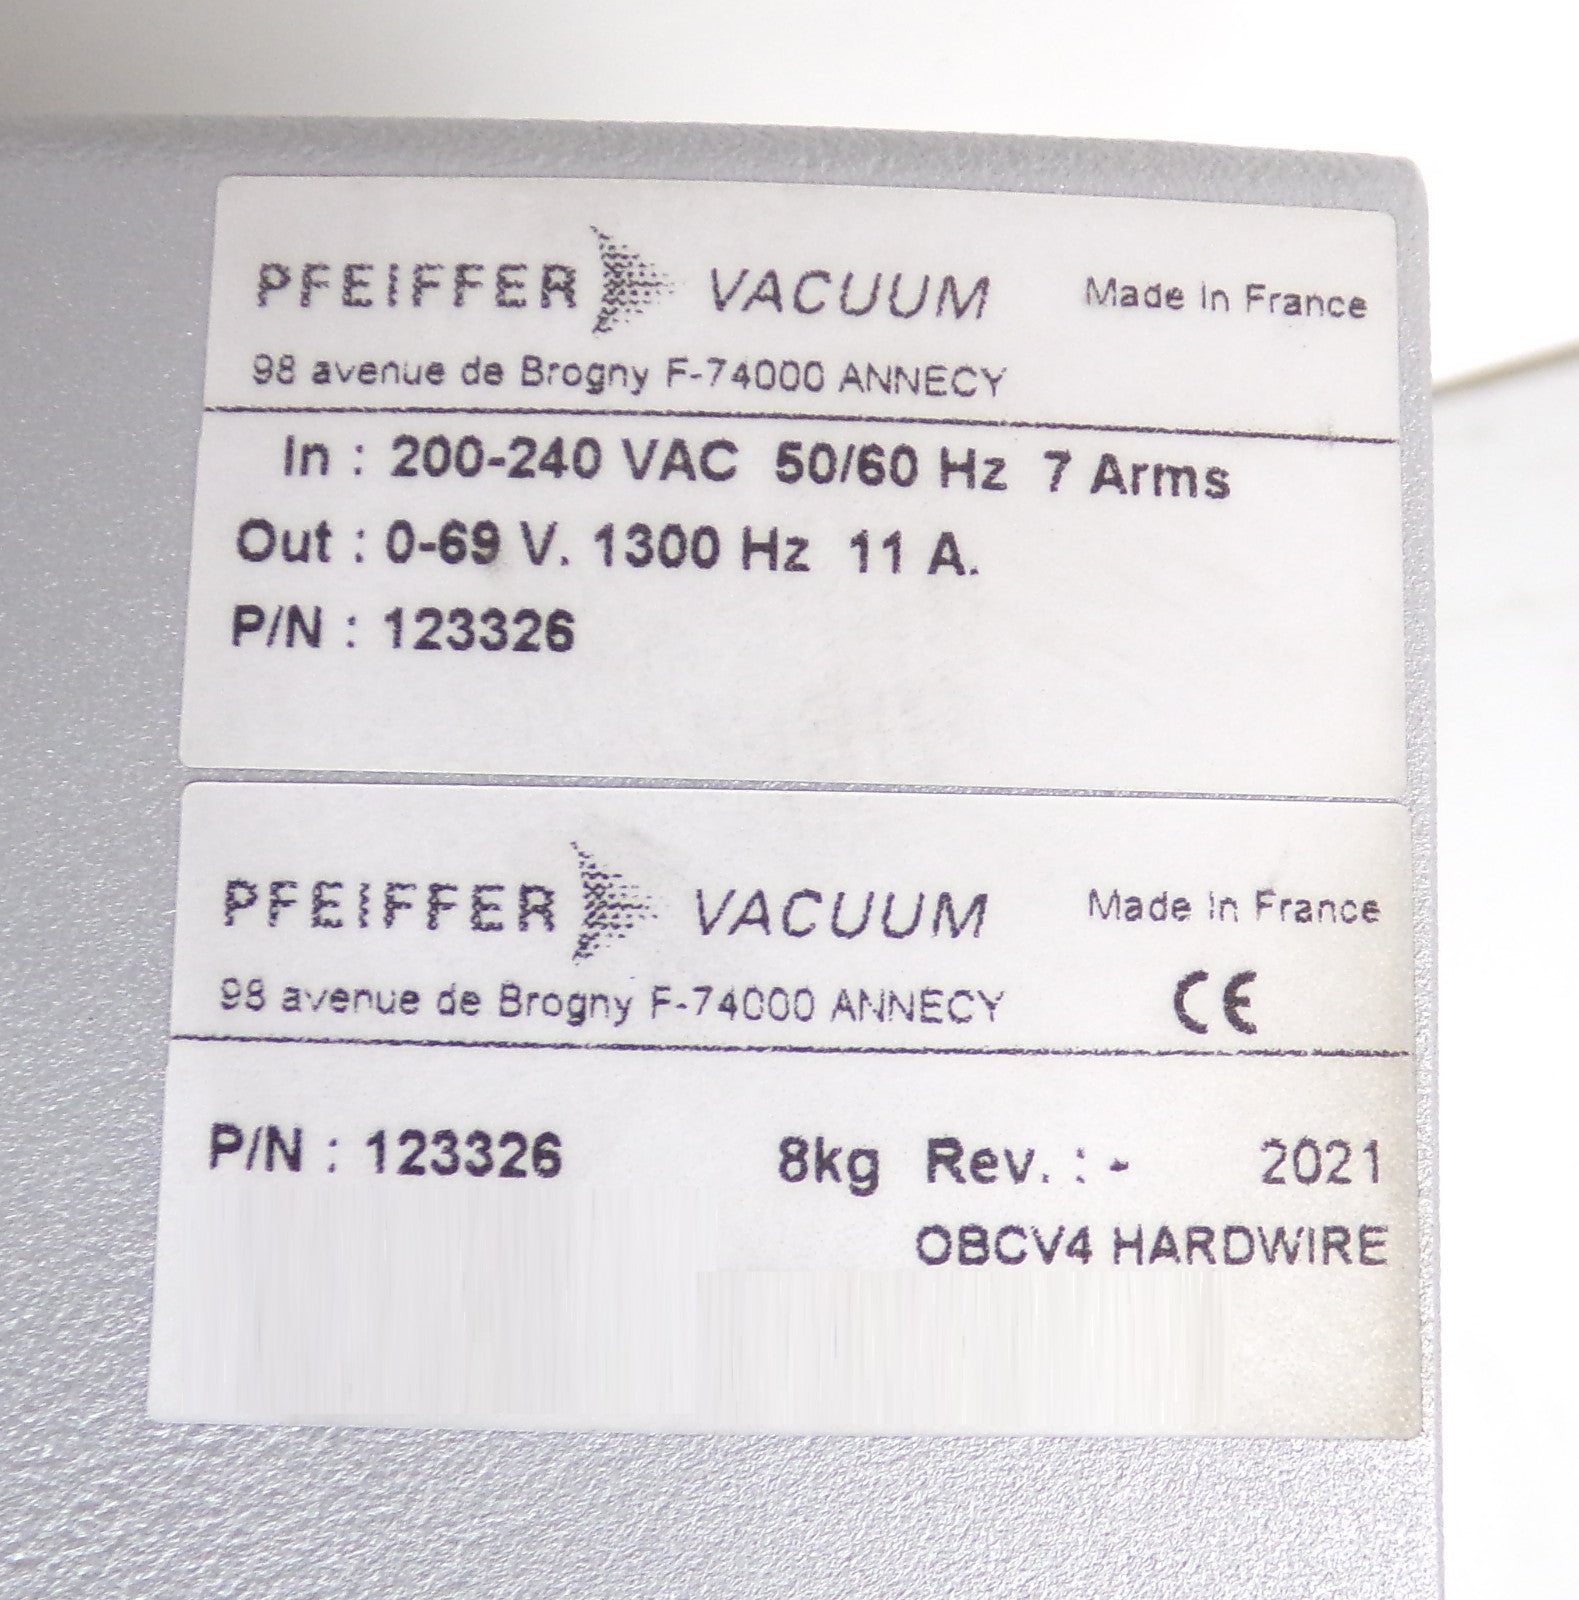 PFEIFFER VACUUM Made in France
98 avenue de Brogny F-74000 ANNECY
In : 200-240 VAC 50/60 Hz 7 Arms
Out : 0-69 V. 1300 Hz 11 A.
P/N : 123326
PFEIFFER VACUUM Made in France
98 avenue de Brogny F-74000 ANNECY CE
P/N : 123326 8kg Rev. : - 2021
OBCV4 HARDWIRE